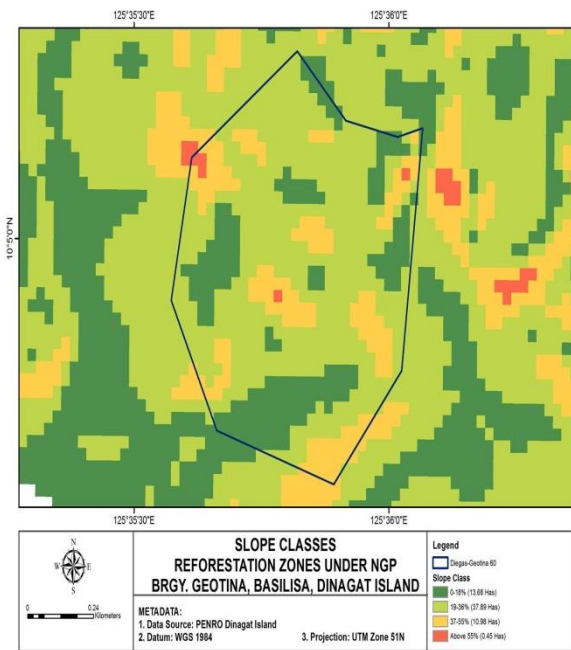 125°35'30"E 125°36'0"E
10°5'0"N
125°35'30"E 125°36'0"E
N
W E
S
0 0.24
Kilometers
SLOPE CLASSES
REFORESTATION ZONES UNDER NGP
BRGY. GEOTINA, BASILISA, DINAGAT ISLAND
METADATA:
1. Data Source: PENRO Dinagat Island
2. Datum: WGS 1984 3. Projection: UTM Zone 51N
Legend
Diegas-Geotina 60
Slope Class
0-18% (13.68 Has)
19-36% (37.89 Has)
37-55% (10.98 Has)
Above 55% (0.45 Has)